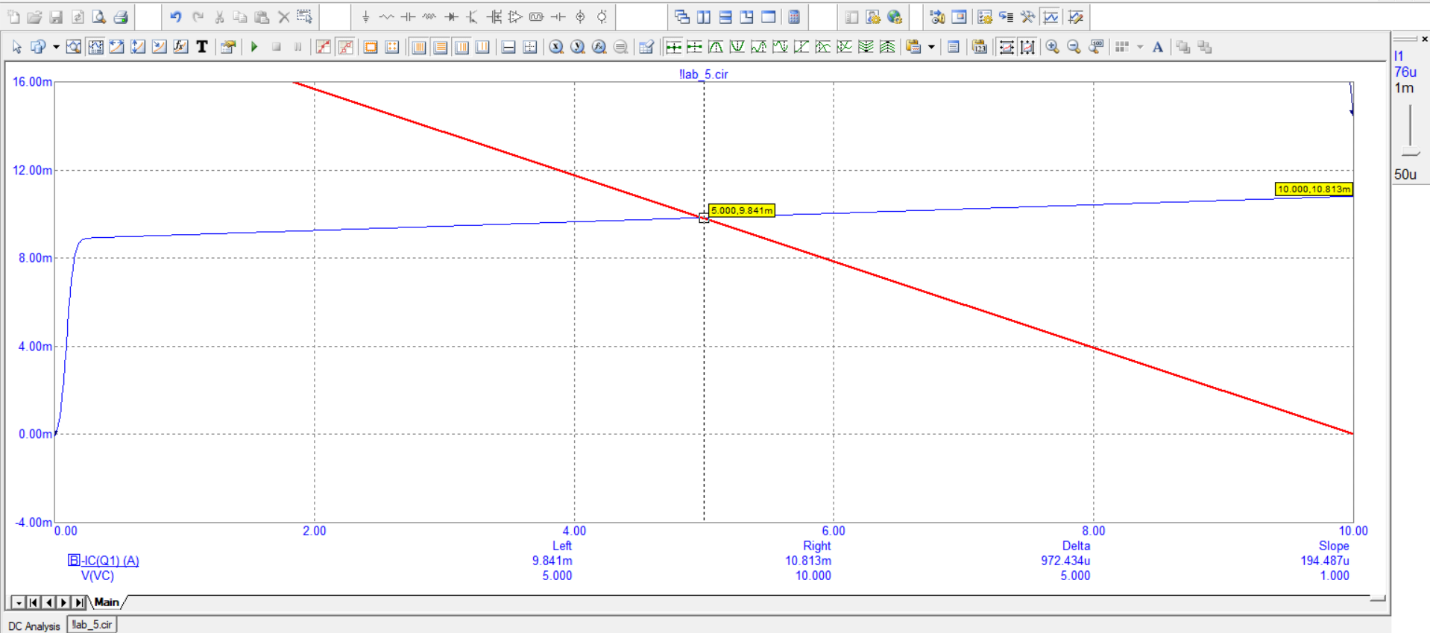 T
A
I1
76u
1m
50u
!lab_5.cir
16.00m
12.00m
8.00m
4.00m
0.00m
-4.00m
10.000,10.813m
5.000,9.841m
0.00 2.00 4.00 6.00 8.00 10.00
Left Right Delta Slope
B -IC(Q1) (A) 9.841m 10.813m 972.434u 194.487u
V(VC) 5.000 10.000 5.000 1.000
Main
DC Analysis !lab_5.cir